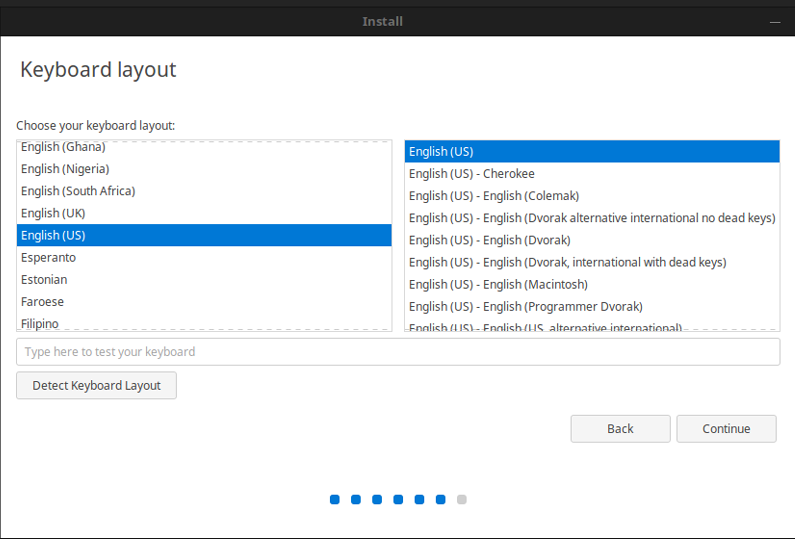 Install
Keyboard layout
Choose your keyboard layout:
English (Ghana)
English (Nigeria)
English (South Africa)
English (UK)
English (US)
Esperanto
Estonian
Faroese
Filipino
English (US)
English (US) - Cherokee
English (US) - English (Colemak)
English (US) - English (Dvorak alternative international no dead keys)
English (US) - English (Dvorak)
English (US) - English (Dvorak, international with dead keys)
English (US) - English (Macintosh)
English (US) - English (Programmer Dvorak)
English (US) - English (US, alternative international)
Type here to test your keyboard
Detect Keyboard Layout
Back
Continue